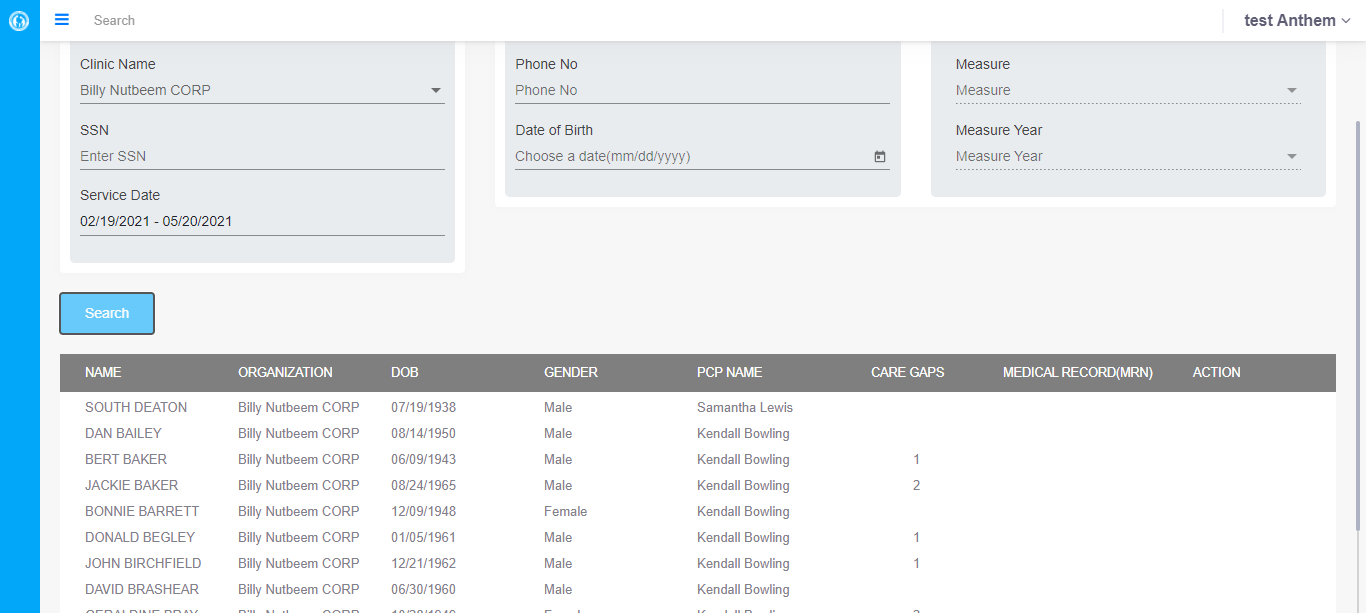 Search
test Anthem
Clinic Name
Billy Nutbeem CORP
SSN
Enter SSN
Service Date
02/19/2021 - 05/20/2021
Phone No
Phone No
Date of Birth
Choose a date(mm/dd/yyyy)
Measure
Measure
Measure Year
Measure Year
Search
NAME ORGANIZATION DOB GENDER PCP NAME CARE GAPS MEDICAL RECORD(MRN) ACTION
SOUTH DEATON Billy Nutbeem CORP 07/19/1938 Male Samantha Lewis
DAN BAILEY Billy Nutbeem CORP 08/14/1950 Male Kendall Bowling
BERT BAKER Billy Nutbeem CORP 06/09/1943 Male Kendall Bowling 1
JACKIE BAKER Billy Nutbeem CORP 08/24/1965 Male Kendall Bowling 2
BONNIE BARRETT Billy Nutbeem CORP 12/09/1948 Female Kendall Bowling
DONALD BEGLEY Billy Nutbeem CORP 01/05/1961 Male Kendall Bowling 1
JOHN BIRCHFIELD Billy Nutbeem CORP 12/21/1962 Male Kendall Bowling 1
DAVID BRASHEAR Billy Nutbeem CORP 06/30/1960 Male Kendall Bowling